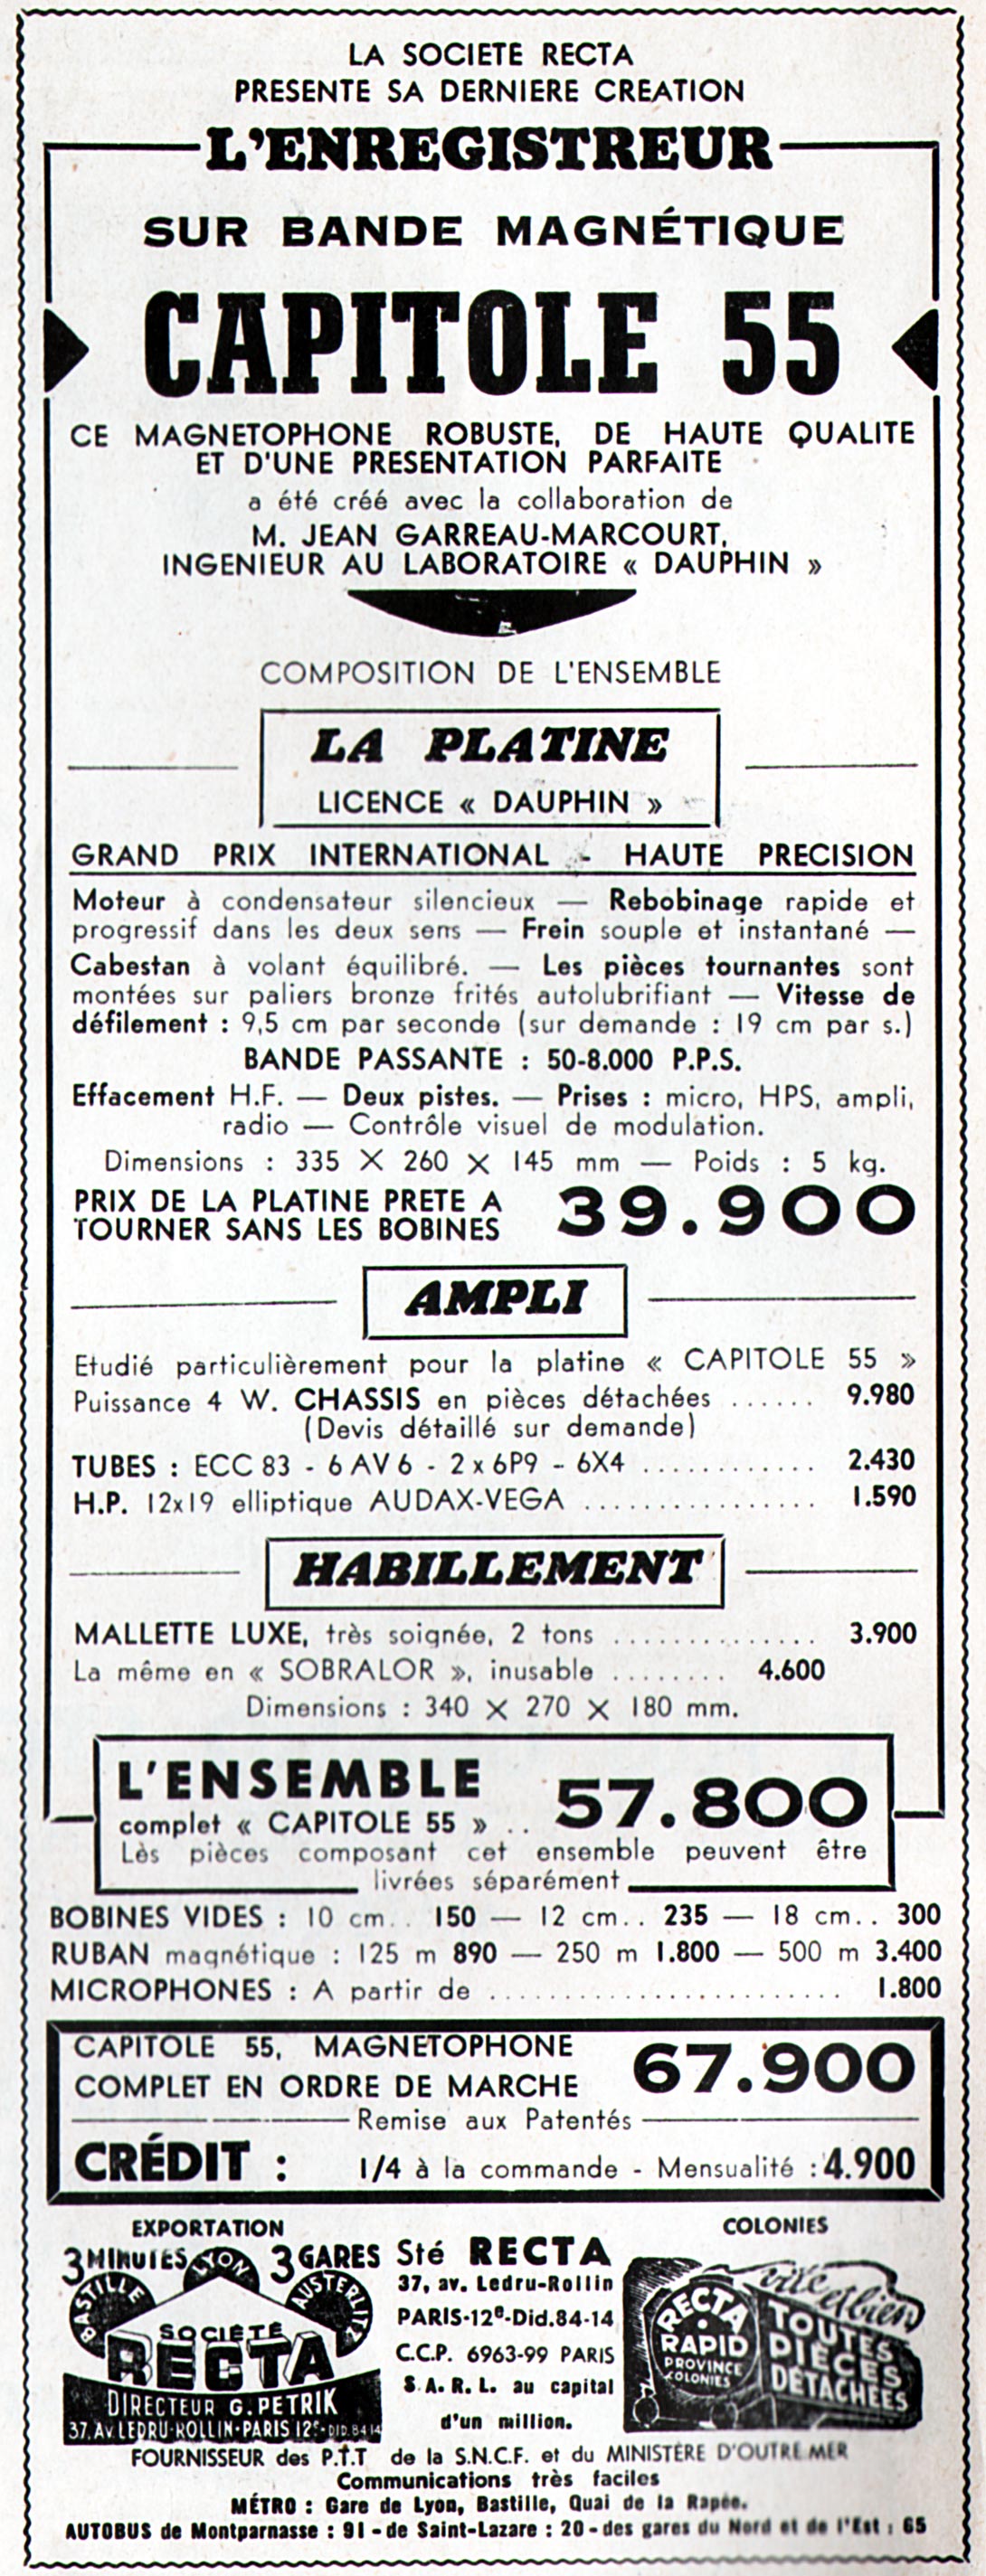 LA SOCIETE RECTA
PRESENTE SA DERNIERE CREATION
L'ENREGISTREUR
SUR BANDE MAGNÉTIQUE
CAPITOLE 55
CE MAGNETOPHONE ROBUSTE, DE HAUTE QUALITE
ET D'UNE PRESENTATION PARFAITE
a été créé avec la collaboration de
M. JEAN GARREAU-MARCOURT,
INGENIEUR AU LABORATOIRE « DAUPHIN »
COMPOSITION DE L'ENSEMBLE
LA PLATINE
LICENCE « DAUPHIN »
GRAND PRIX INTERNATIONAL - HAUTE PRECISION
Moteur à condensateur silencieux — Rebobinage rapide et
progressif dans les deux sens — Frein souple et instantané —
Cabestan à volant équilibré. — Les pièces tournantes sont
montées sur paliers bronze frités autolubrifiant — Vitesse de
défilement : 9,5 cm par seconde (sur demande : 19 cm par s.)
BANDE PASSANTE : 50-8.000 P.P.S.
Effacement H.F. — Deux pistes. — Prises : micro, HPS, ampli,
radio — Contrôle visuel de modulation.
Dimensions : 335 X 260 X 145 mm — Poids : 5 kg.
PRIX DE LA PLATINE PRETE A
TOURNER SANS LES BOBINES 39.900
AMPLI
Etudié particulièrement pour la platine « CAPITOLE 55 »
Puissance 4 W. CHASSIS en pièces détachées ...... 9.980
(Devis détaillé sur demande)
TUBES : ECC 83 - 6 AV 6 - 2 x 6P9 - 6X4 ............ 2.430
H.P. 12x19 elliptique AUDAX-VEGA ................ 1.590
HABILLEMENT
MALLETTE LUXE, très soignée, 2 tons .............. 3.900
La même en « SOBRALOR », inusable ........ 4.600
Dimensions : 340 X 270 X 180 mm.
L'ENSEMBLE
complet « CAPITOLE 55 » .. 57.800
Lès pièces composant cet ensemble peuvent être
livrées séparément
BOBINES VIDES : 10 cm.. 150 — 12 cm.. 235 — 18 cm.. 300
RUBAN magnétique : 125 m 890 — 250 m 1.800 — 500 m 3.400
MICROPHONES : A partir de ........................ 1.800
CAPITOLE 55, MAGNETOPHONE
COMPLET EN ORDRE DE MARCHE 67.900
Remise aux Patentés
CRÉDIT : 1/4 à la commande - Mensualité : 4.900
EXPORTATION
3 MINUTES 3 GARES
BASTILLE LYON AUSTERLITZ
SOCIÉTÉ
RECTA
DIRECTEUR G. PETRIK
37, AV. LEDRU-ROLLIN-PARIS 12e-DID.84-14
Sté RECTA
37, av. Ledru-Rollin
PARIS-12e-Did.84-14
C.C.P. 6963-99 PARIS
S.A.R.L. au capital
d'un million.
COLONIES
vite et bien
RECTA
RAPID
PROVINCE
COLONIES
TOUTES
PIÈCES
DÉTACHÉES
FOURNISSEUR des P.T.T de la S.N.C.F. et du MINISTÈRE D'OUTRE MER
Communications très faciles
MÉTRO : Gare de Lyon, Bastille, Quai de la Rapée.
AUTOBUS de Montparnasse : 91 - de Saint-Lazare : 20 - des gares du Nord et de l'Est : 65